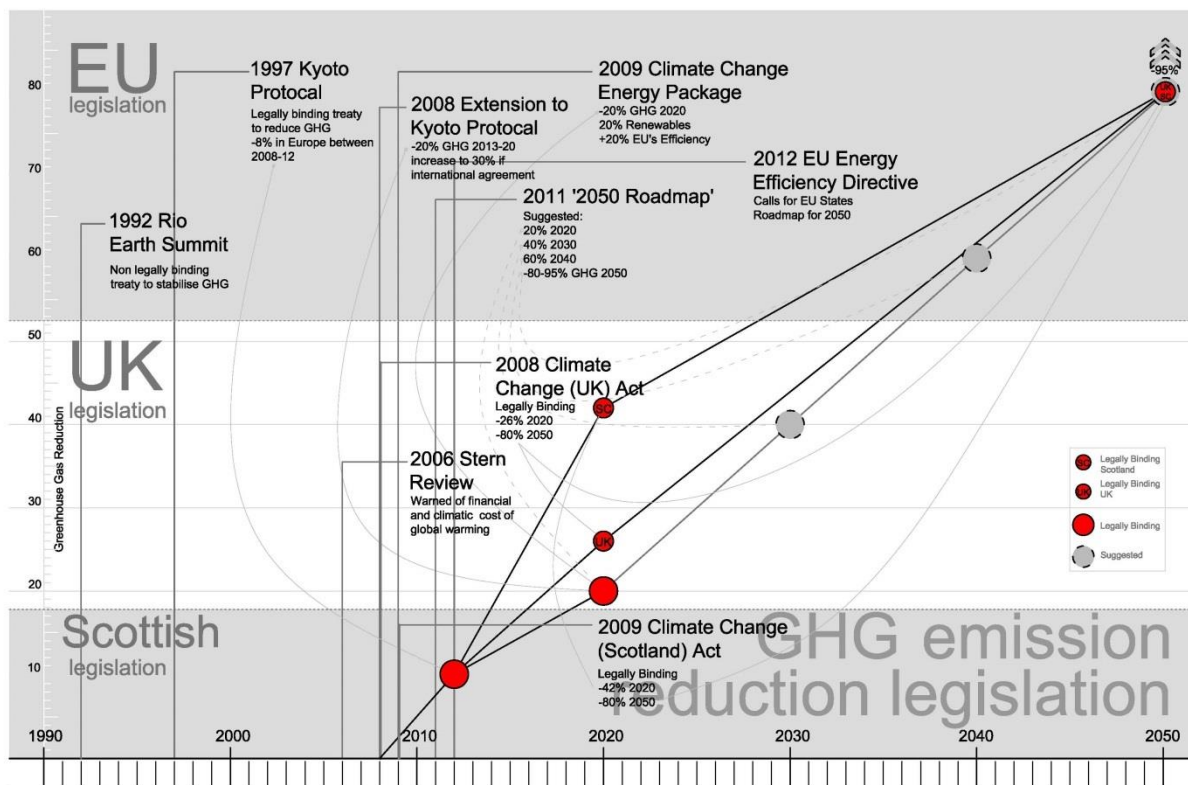 EU
legislation
1997 Kyoto
Protocal
Legally binding treaty
to reduce GHG
-8% in Europe between
2008-12
2008 Extension to
Kyoto Protocal
-20% GHG 2013-20
increase to 30% if
international agreement
2009 Climate Change
Energy Package
-20% GHG 2020
20% Renewables
+20% EU's Efficiency
2012 EU Energy
Efficiency Directive
Calls for EU States
Roadmap for 2050
2011 '2050 Roadmap'
Suggested:
20% 2020
40% 2030
60% 2040
-80-95% GHG 2050
1992 Rio
Earth Summit
Non legally binding
treaty to stabilise GHG
-95%
UK
SC
UK
legislation
2008 Climate
Change (UK) Act
Legally Binding
-26% 2020
-80% 2050
SC
2006 Stern
Review
Warned of financial
and climatic cost of
global warming
UK
SC
Legally Binding
Scotland
UK
Legally Binding
UK
Legally Binding
Suggested
Scottish
legislation
2009 Climate Change
(Scotland) Act
Legally Binding
-42% 2020
-80% 2050
GHG emission
reduction legislation
Greenhouse Gas Reduction
80
70
60
50
40
30
20
10
1990 2000 2010 2020 2030 2040 2050